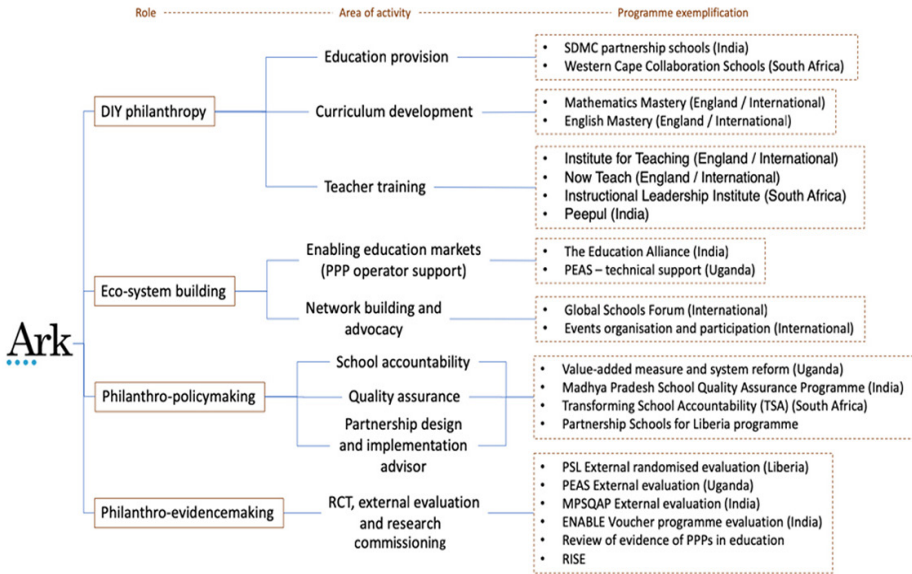 Role
Area of activity
Programme exemplification
Ark
DIY philanthropy
Education provision
• SDMC partnership schools (India)
• Western Cape Collaboration Schools (South Africa)
Curriculum development
• Mathematics Mastery (England / International)
• English Mastery (England / International)
Teacher training
• Institute for Teaching (England / International)
• Now Teach (England / International)
• Instructional Leadership Institute (South Africa)
• Peepul (India)
Eco-system building
Enabling education markets
(PPP operator support)
• The Education Alliance (India)
• PEAS – technical support (Uganda)
Network building and
advocacy
• Global Schools Forum (International)
• Events organisation and participation (International)
Philanthro-policymaking
School accountability
Quality assurance
Partnership design and
implementation
advisor
• Value-added measure and system reform (Uganda)
• Madhya Pradesh School Quality Assurance Programme (India)
• Transforming School Accountability (TSA) (South Africa)
• Partnership Schools for Liberia programme
Philanthro-evidencemaking
RCT, external evaluation
and research
commissioning
• PSL External randomised evaluation (Liberia)
• PEAS External evaluation (Uganda)
• MPSQAP External evaluation (India)
• ENABLE Voucher programme evaluation (India)
• Review of evidence of PPPs in education
• RISE